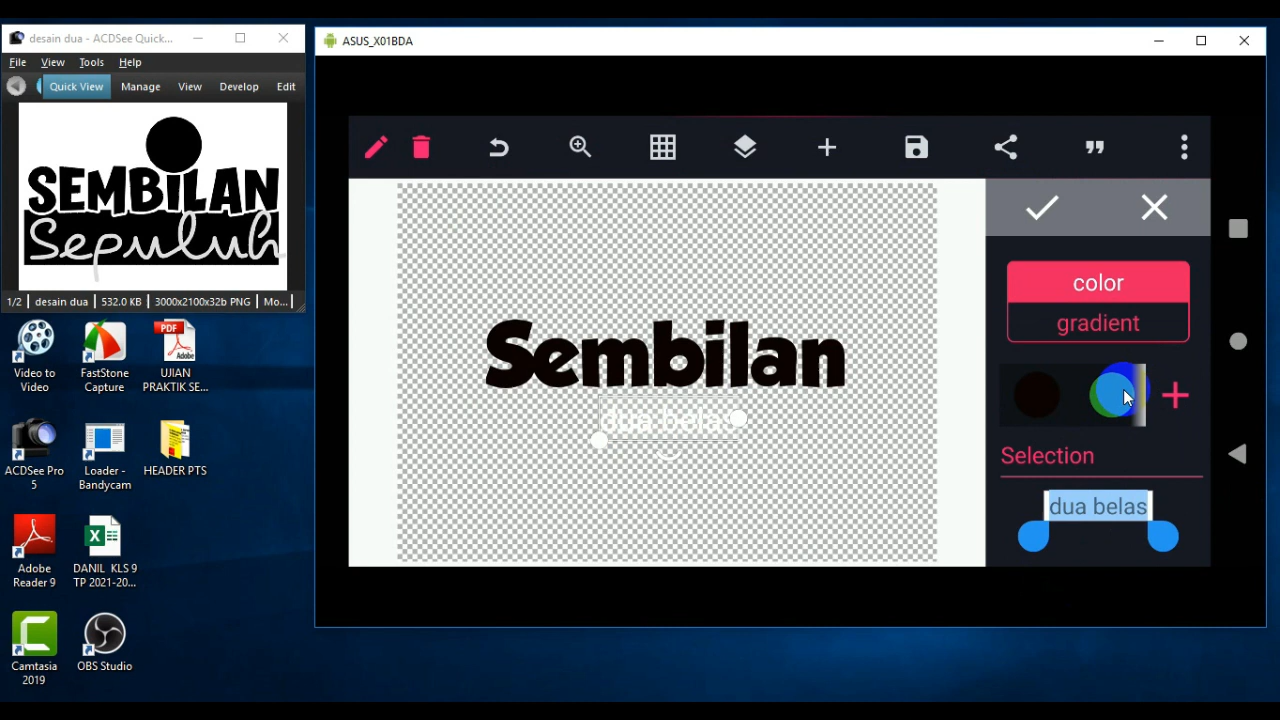 desain dua - ACDSee Quick...
File View Tools Help
Quick View Manage View Develop Edit
SEMBILAN
Sepuluh
1/2 desain dua 532.0 KB 3000x2100x32b PNG Mo...
Video to Video
FastStone Capture
UJIAN PRAKTIK SE...
ACDSee Pro 5
Loader - Bandycam
HEADER PTS
Adobe Reader 9
DANIL KLS 9 TP 2021-20...
Camtasia 2019
OBS Studio
PDF
Adobe
ASUS_X01BDA
Sembilan
dua belas
color
gradient
Selection
dua belas